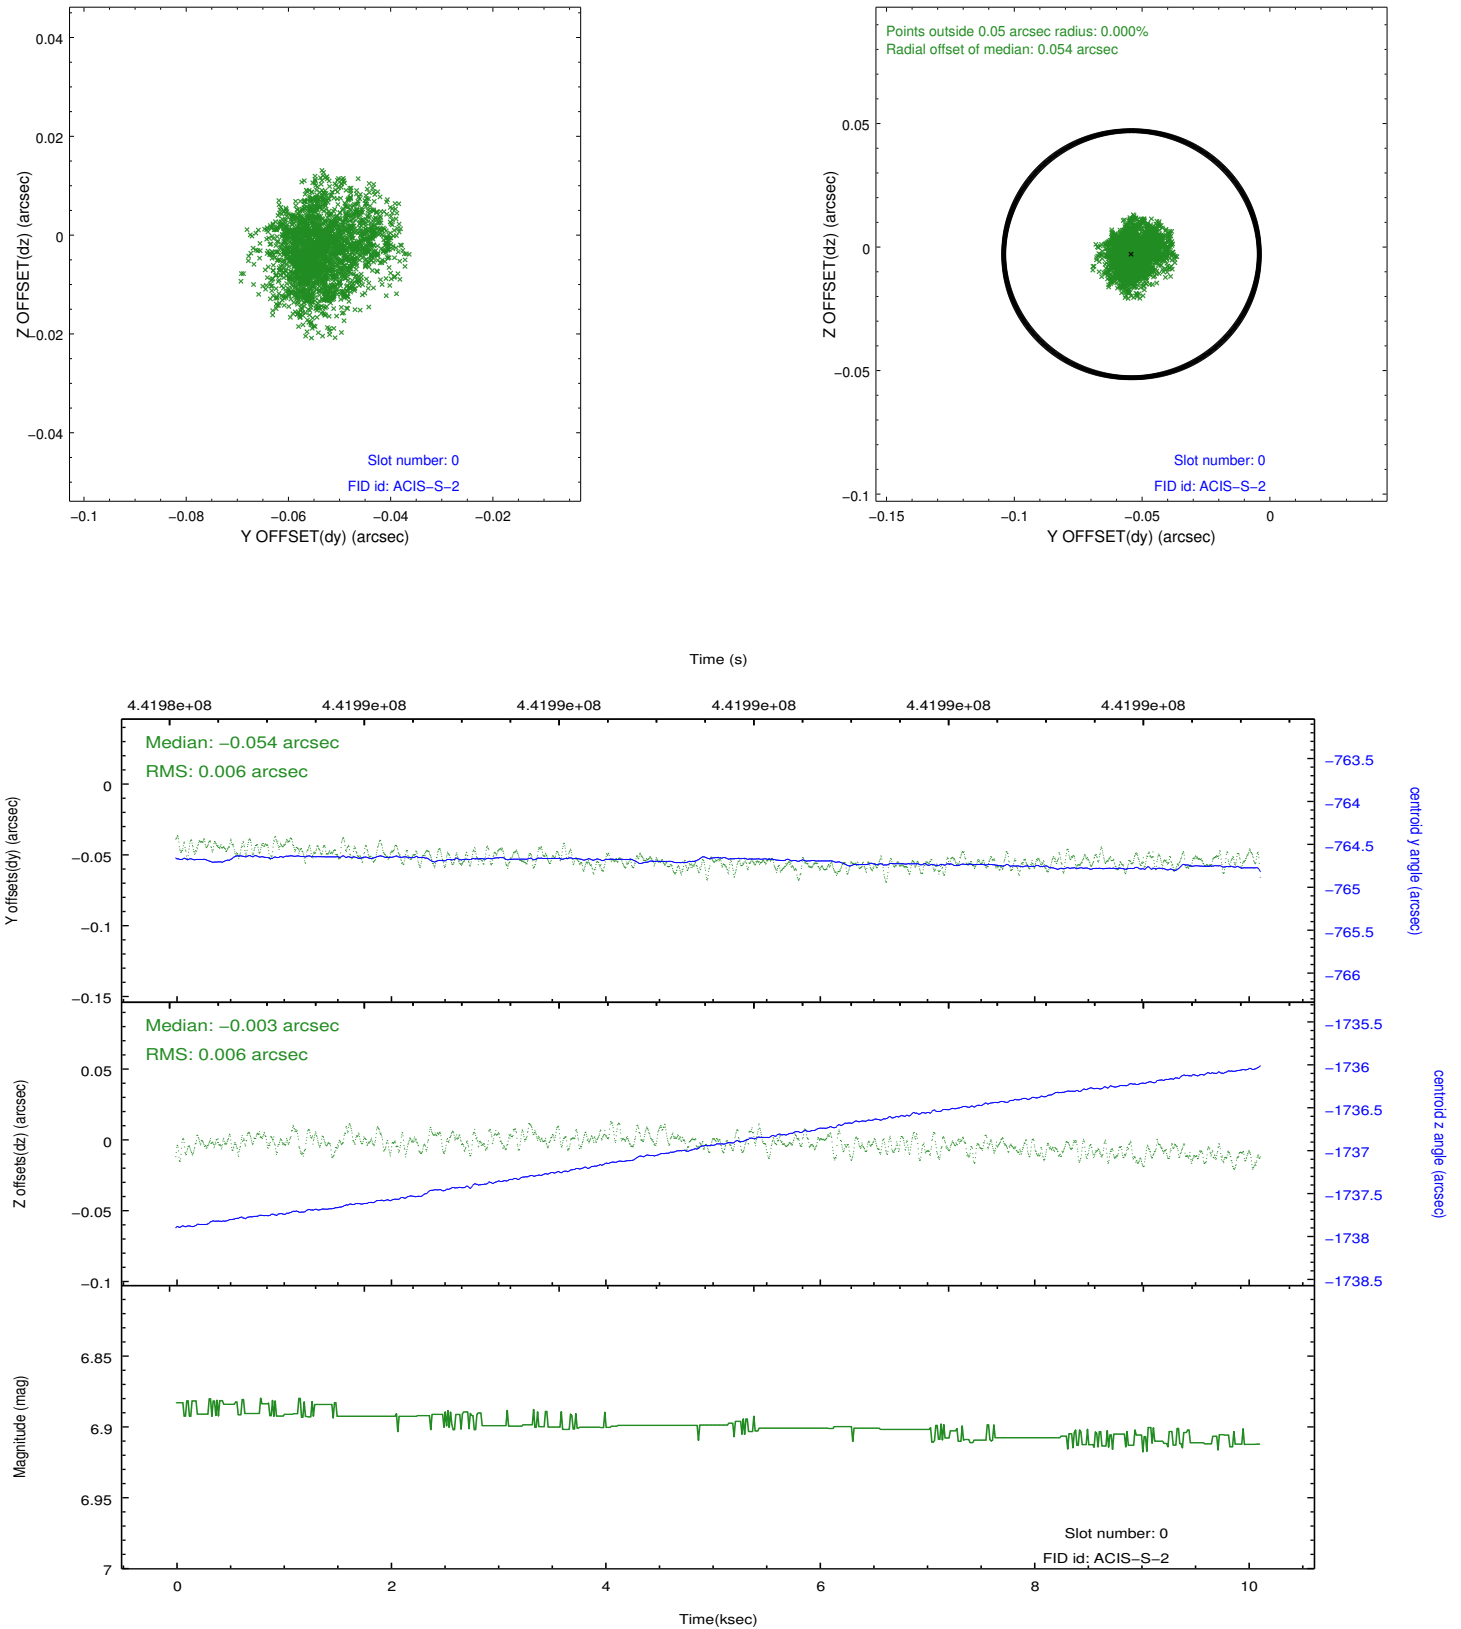 0.04
0.02
0
−0.02
−0.04
Z OFFSET(dz) (arcsec)
Slot number: 0
FID id: ACIS−S−2
−0.1
−0.08
−0.06
−0.04
−0.02
Y OFFSET(dy) (arcsec)
Points outside 0.05 arcsec radius: 0.000%
Radial offset of median: 0.054 arcsec
0.05
0
−0.05
−0.1
Z OFFSET(dz) (arcsec)
Slot number: 0
FID id: ACIS−S−2
−0.15
−0.1
−0.05
0
Y OFFSET(dy) (arcsec)
Time (s)
4.4198e+08
4.4199e+08
4.4199e+08
4.4199e+08
4.4199e+08
4.4199e+08
Median: −0.054 arcsec
RMS: 0.006 arcsec
0
−0.05
−0.1
−0.15
Y offsets(dy) (arcsec)
−763.5
−764
−764.5
−765
−765.5
−766
centroid y angle (arcsec)
Median: −0.003 arcsec
RMS: 0.006 arcsec
0.05
0
−0.05
−0.1
Z offsets(dz) (arcsec)
−1735.5
−1736
−1736.5
−1737
−1737.5
−1738
−1738.5
centroid z angle (arcsec)
6.85
6.9
6.95
7
Magnitude (mag)
Slot number: 0
FID id: ACIS−S−2
0
2
4
6
8
10
Time(ksec)